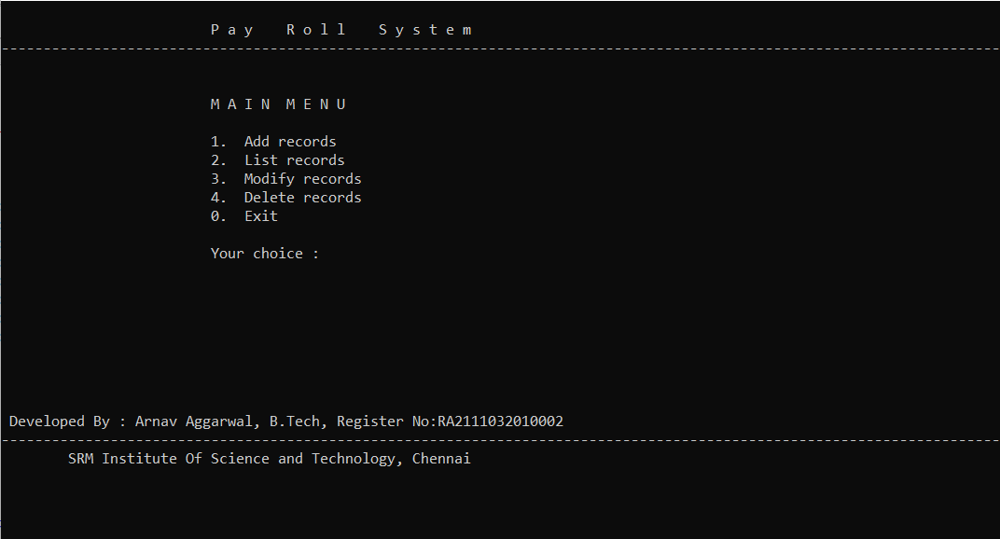 P a y    R o l l    S y s t e m
-----------------------------------------------------------------------------------------------------------------------
M A I N  M E N U
1.  Add records
2.  List records
3.  Modify records
4.  Delete records
0.  Exit
Your choice :
Developed By : Arnav Aggarwal, B.Tech, Register No:RA2111032010002
-----------------------------------------------------------------------------------------------------------------------
SRM Institute Of Science and Technology, Chennai